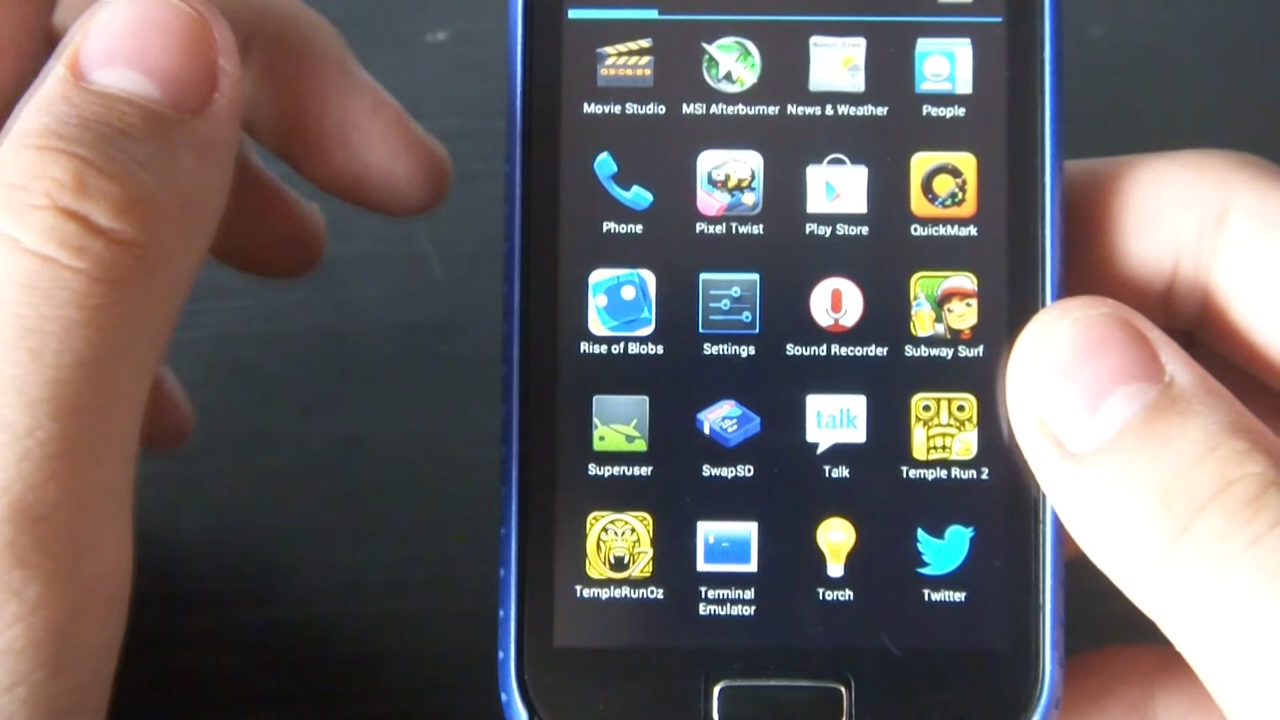 Movie Studio
MSI Afterburner
News & Weather
People
Phone
Pixel Twist
Play Store
QuickMark
Rise of Blobs
Settings
Sound Recorder
Subway Surf
talk
Superuser
SwapSD
Talk
Temple Run 2
TempleRunOz
Terminal
Emulator
Torch
Twitter